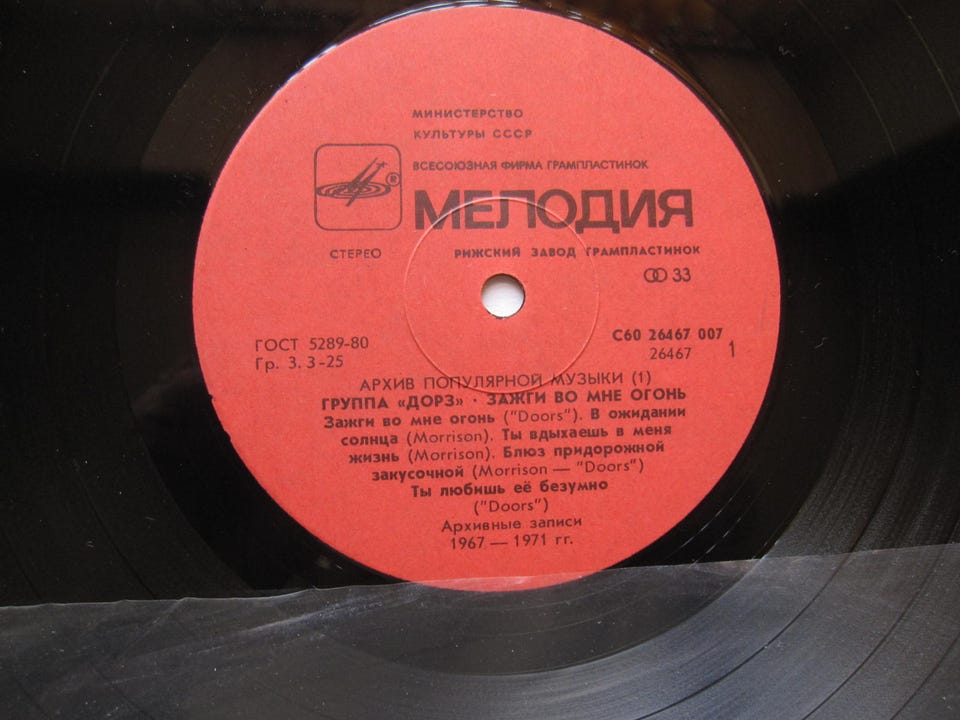 МИНИСТЕРСТВО
КУЛЬТУРЫ СССР
ВСЕСОЮЗНАЯ ФИРМА ГРАМПЛАСТИНОК
®
МЕЛОДИЯ
СТЕРЕО
РИЖСКИЙ ЗАВОД ГРАМПЛАСТИНОК
33
ГОСТ 5289-80
Гр. 3. 3-25
С60 26467 007
26467 1
АРХИВ ПОПУЛЯРНОЙ МУЗЫКИ (1)
ГРУППА «ДОРЗ» · ЗАЖГИ ВО МНЕ ОГОНЬ
Зажги во мне огонь ("Doors"). В ожидании
солнца (Morrison). Ты вдыхаешь в меня
жизнь (Morrison). Блюз придорожной
закусочной (Morrison — "Doors")
Ты любишь её безумно
("Doors")
Архивные записи
1967 — 1971 гг.